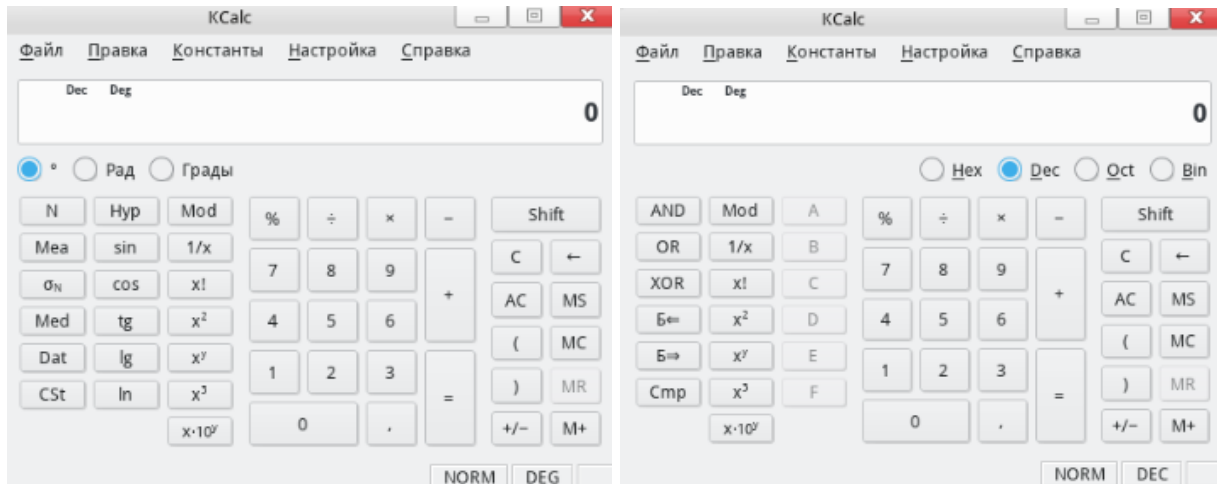 KCalc
Файл Правка Константы Настройка Справка
Dec Deg
0
° Рад Грады
N Hyp Mod % ÷ × − Shift
Mea sin 1/x 7 8 9 + C ←
σN cos x! AC MS
Med tg x² 4 5 6 ( MC
Dat lg xʸ 1 2 3 = ) MR
CSt ln x³
x·10ʸ 0 , +/− M+
NORM DEG
KCalc
Файл Правка Константы Настройка Справка
Dec Deg
0
Hex Dec Oct Bin
AND Mod A % ÷ × − Shift
OR 1/x B 7 8 9 + C ←
XOR x! C AC MS
Б⇐ x² D 4 5 6 ( MC
Б⇒ xʸ E 1 2 3 = ) MR
Cmp x³ F
x·10ʸ 0 , +/− M+
NORM DEC